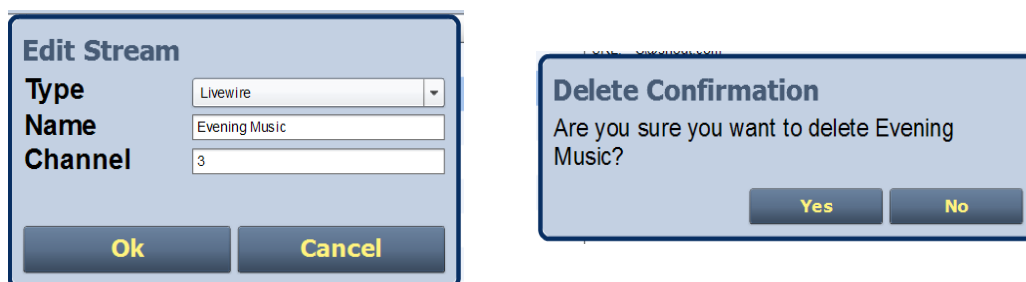 Edit Stream
Type
Livewire
Name
Evening Music
Channel
3
Ok
Cancel
Delete Confirmation
Are you sure you want to delete Evening
Music?
Yes
No